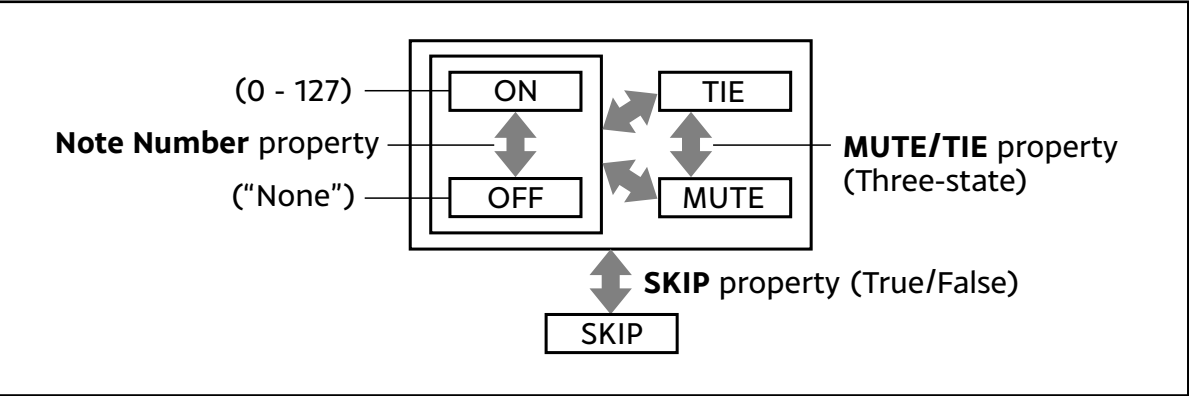 (0 - 127)
ON
TIE
Note Number property
MUTE/TIE property
(Three-state)
("None")
OFF
MUTE
SKIP property (True/False)
SKIP